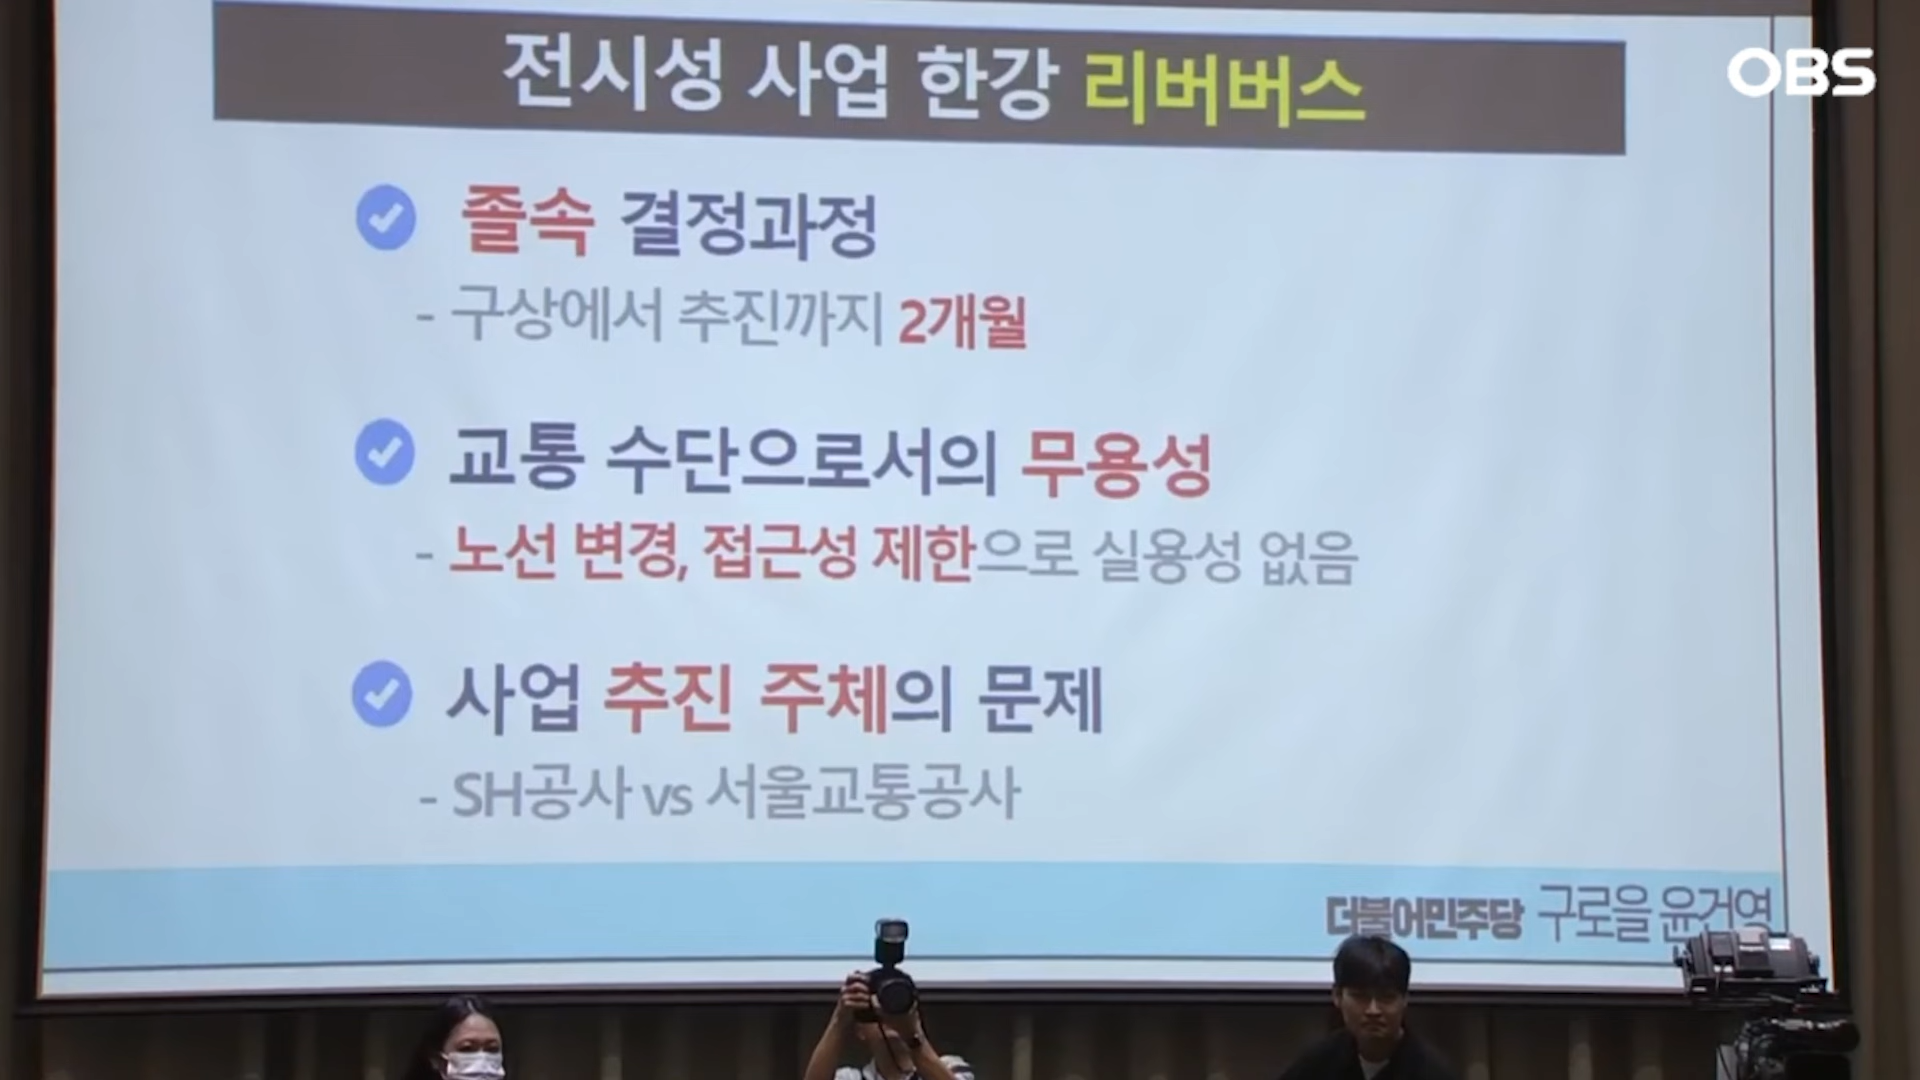 OBS
전시성 사업 한강 리버버스
졸속 결정과정
- 구상에서 추진까지 2개월
교통 수단으로서의 무용성
- 노선 변경, 접근성 제한으로 실용성 없음
사업 추진 주체의 문제
- SH공사 vs 서울교통공사
더불어민주당 구로을 윤건영